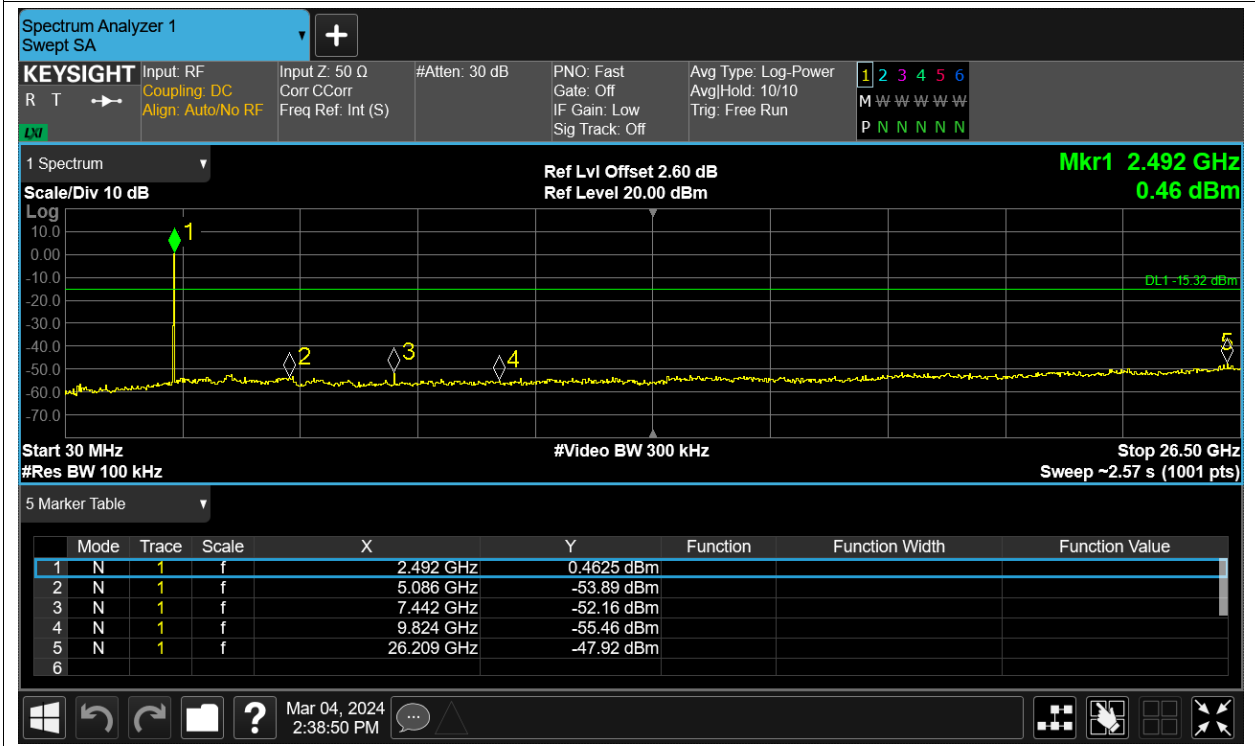 Spectrum Analyzer 1
Swept SA
+
KEYSIGHT
R T
LXI
Input: RF
Coupling: DC
Align: Auto/No RF
Input Z: 50 Ω
Corr CCorr
Freq Ref: Int (S)
#Atten: 30 dB
PNO: Fast
Gate: Off
IF Gain: Low
Sig Track: Off
Avg Type: Log-Power
Avg|Hold: 10/10
Trig: Free Run
1 2 3 4 5 6
M W W W W W
P N N N N N
1 Spectrum
Scale/Div 10 dB
Ref Lvl Offset 2.60 dB
Ref Level 20.00 dBm
Mkr1 2.492 GHz
0.46 dBm
Log
10.0
0.00
-10.0
-20.0
-30.0
-40.0
-50.0
-60.0
-70.0
1
DL1 -15.32 dBm
2
3
4
5
Start 30 MHz
#Res BW 100 kHz
#Video BW 300 kHz
Stop 26.50 GHz
Sweep ~2.57 s (1001 pts)
5 Marker Table
Mode Trace Scale X Y Function Function Width Function Value
1 N 1 f 2.492 GHz 0.4625 dBm
2 N 1 f 5.086 GHz -53.89 dBm
3 N 1 f 7.442 GHz -52.16 dBm
4 N 1 f 9.824 GHz -55.46 dBm
5 N 1 f 26.209 GHz -47.92 dBm
6
?
Mar 04, 2024
2:38:50 PM